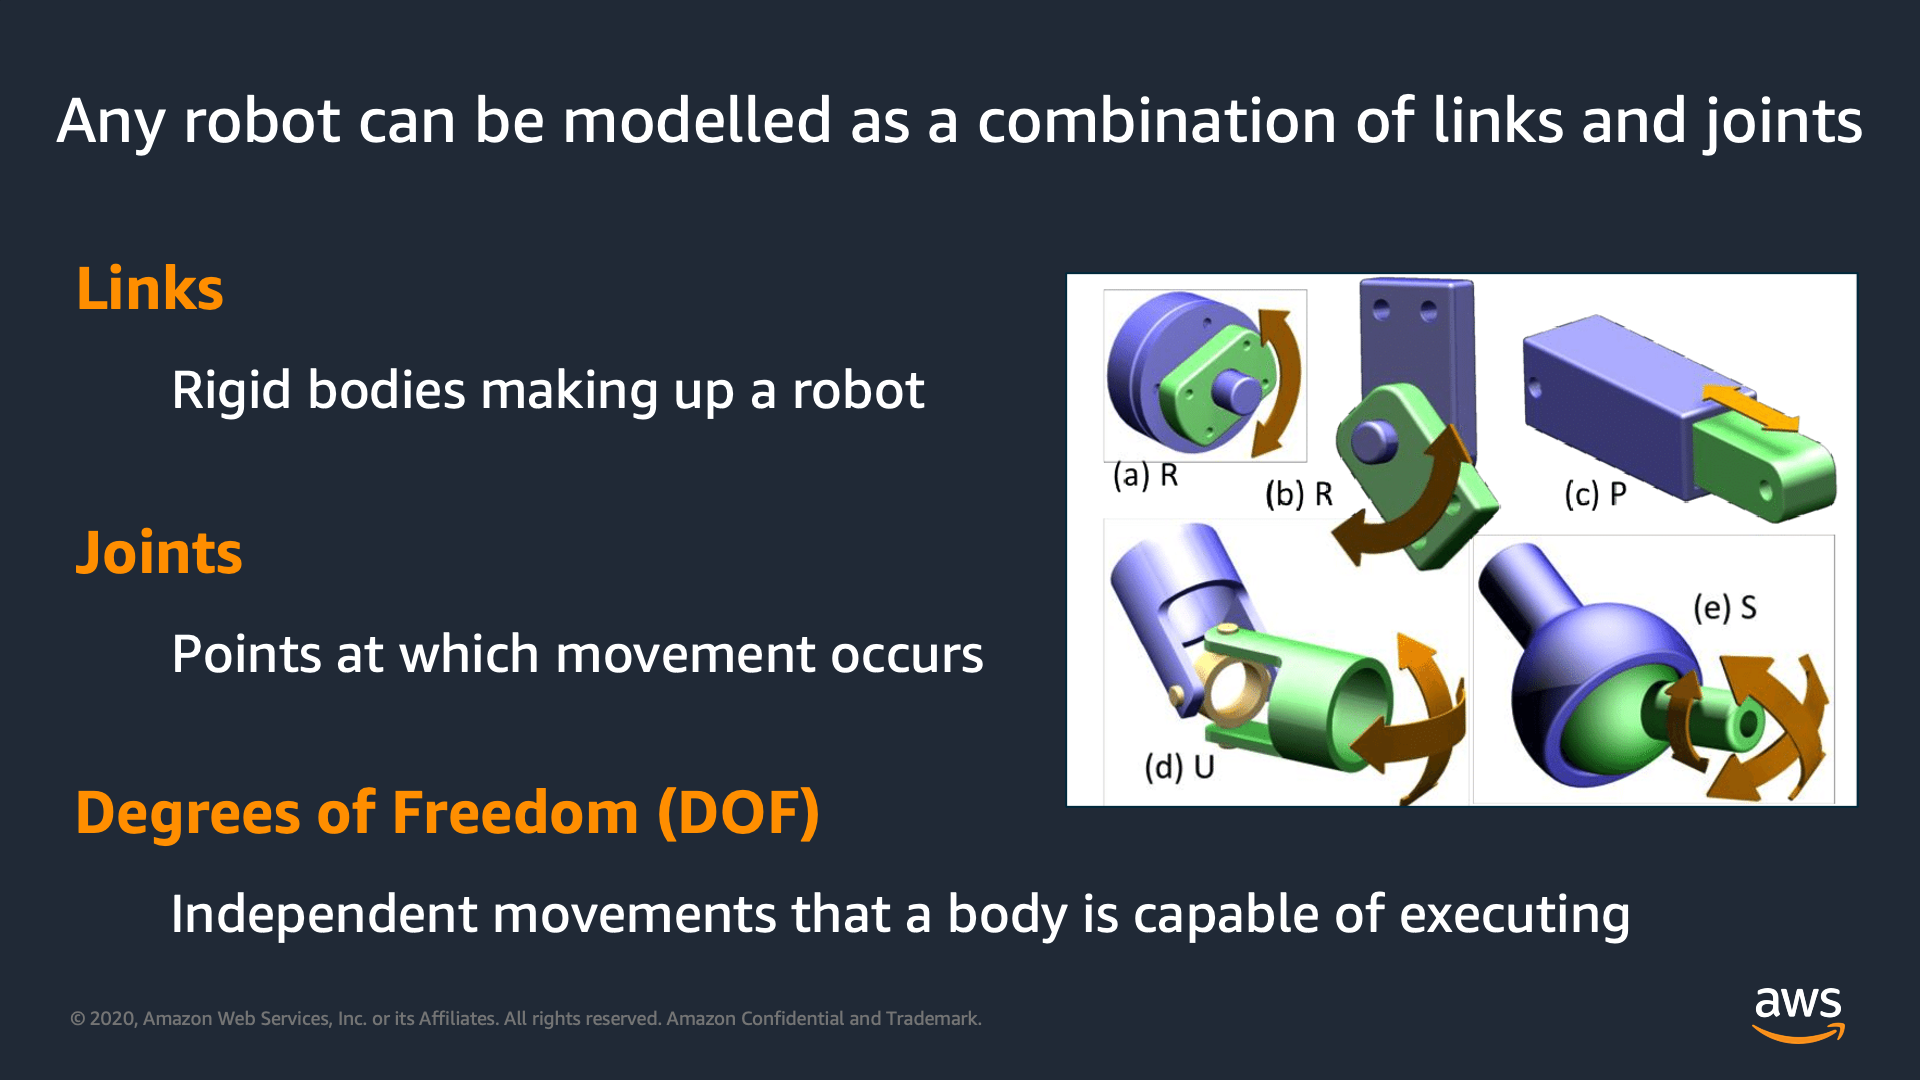 Any robot can be modelled as a combination of links and joints
Links
Rigid bodies making up a robot
Joints
Points at which movement occurs
Degrees of Freedom (DOF)
Independent movements that a body is capable of executing
(a) R
(b) R
(c) P
(d) U
(e) S
© 2020, Amazon Web Services, Inc. or its Affiliates. All rights reserved. Amazon Confidential and Trademark.
aws